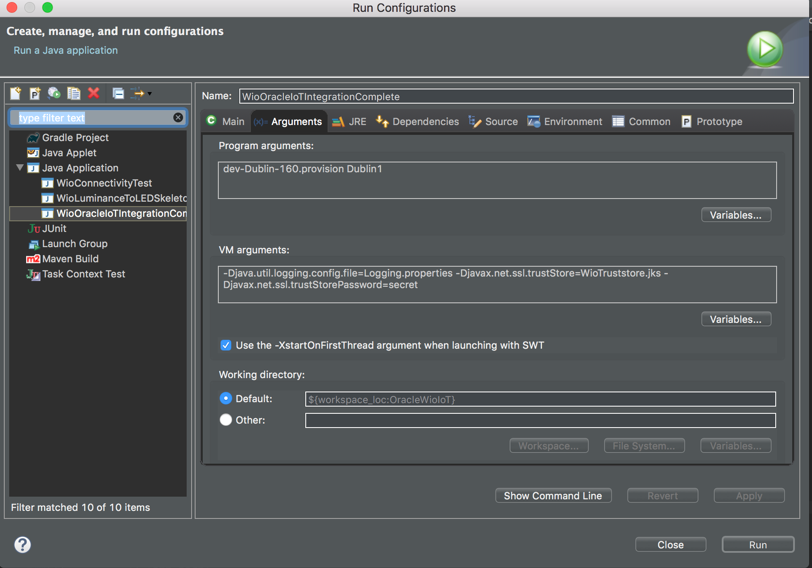 Run Configurations
Create, manage, and run configurations
Run a Java application
type filter text
Gradle Project
Java Applet
Java Application
WioConnectivityTest
WioLuminanceToLEDSkeletc
WioOracleIoTIntegrationCom
JUnit
Launch Group
Maven Build
Task Context Test
Filter matched 10 of 10 items
Name: WioOracleIoTIntegrationComplete
Main Arguments JRE Dependencies Source Environment Common Prototype
Program arguments:
dev-Dublin-160.provision Dublin1
Variables...
VM arguments:
-Djava.util.logging.config.file=Logging.properties -Djavax.net.ssl.trustStore=WioTruststore.jks -
Djavax.net.ssl.trustStorePassword=secret
Variables...
Use the -XstartOnFirstThread argument when launching with SWT
Working directory:
Default: ${workspace_loc:OracleWioIoT}
Other:
Workspace... File System... Variables...
Show Command Line Revert Apply
Close Run